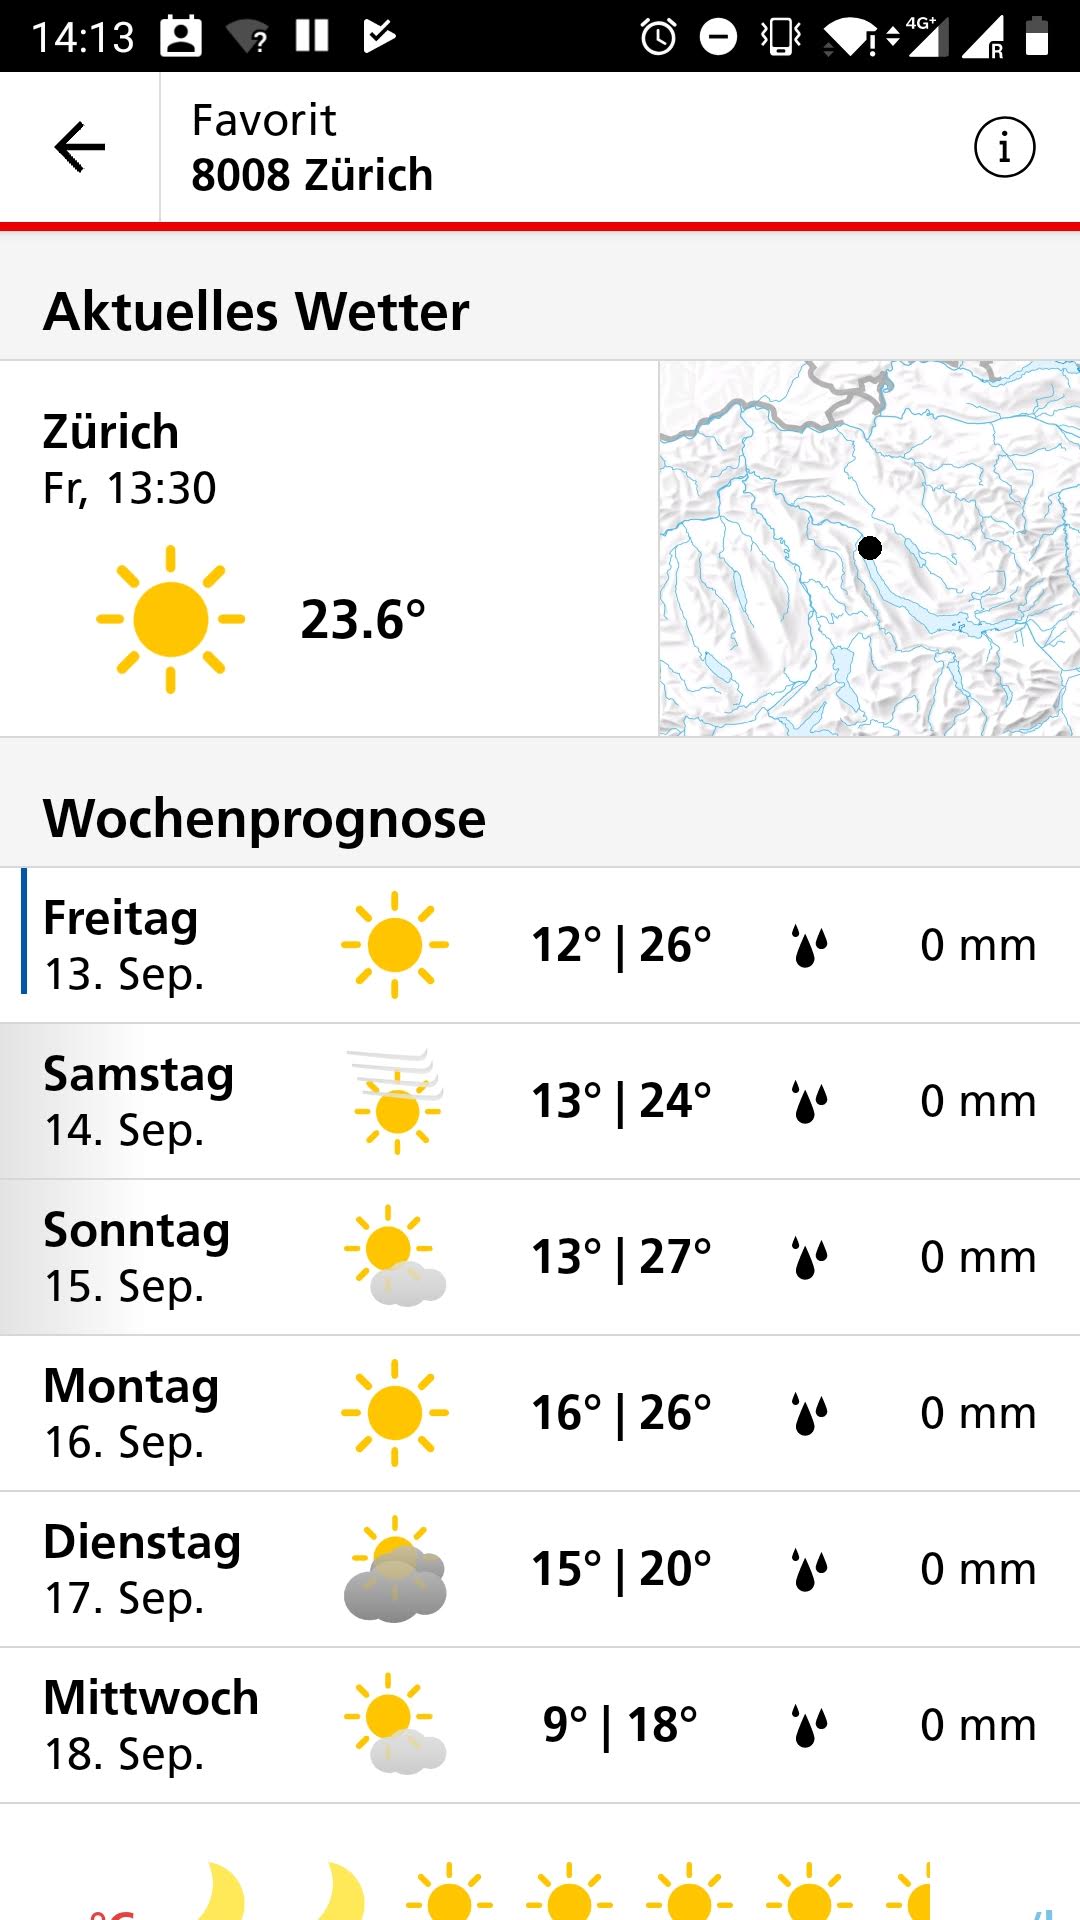 14:13
4G+
R
Favorit
8008 Zürich
i
Aktuelles Wetter
Zürich
Fr, 13:30
23.6°
Wochenprognose
Freitag
13. Sep.
12° | 26°
0 mm
Samstag
14. Sep.
13° | 24°
0 mm
Sonntag
15. Sep.
13° | 27°
0 mm
Montag
16. Sep.
16° | 26°
0 mm
Dienstag
17. Sep.
15° | 20°
0 mm
Mittwoch
18. Sep.
9° | 18°
0 mm
°C